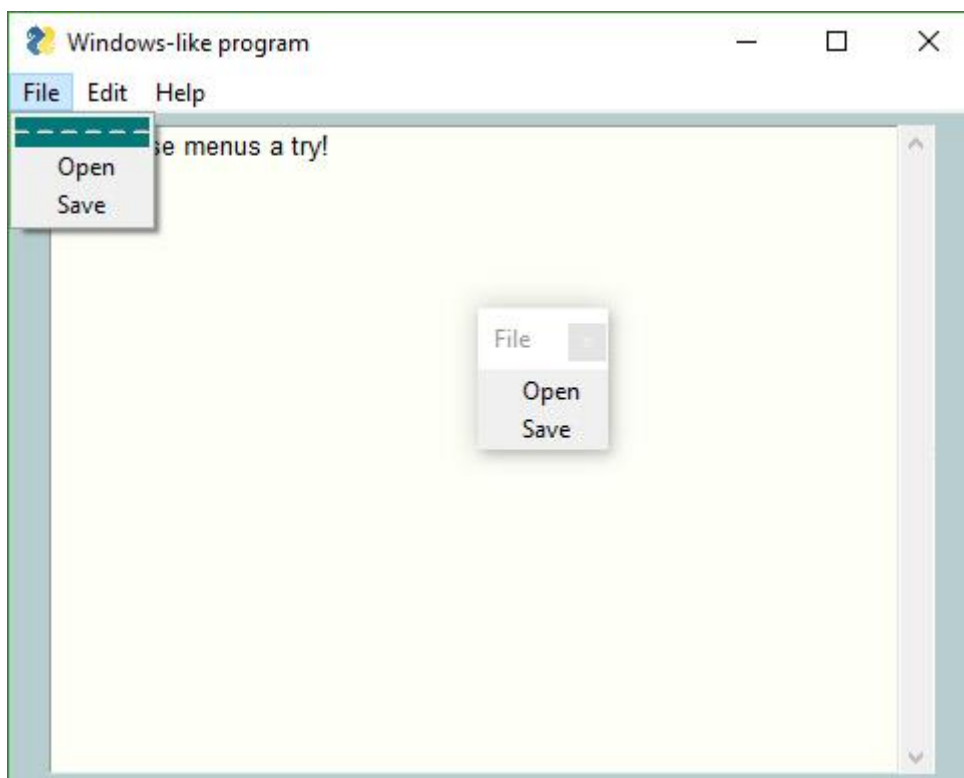 Windows-like program
File Edit Help
se menus a try!
Open
Save
File
Open
Save